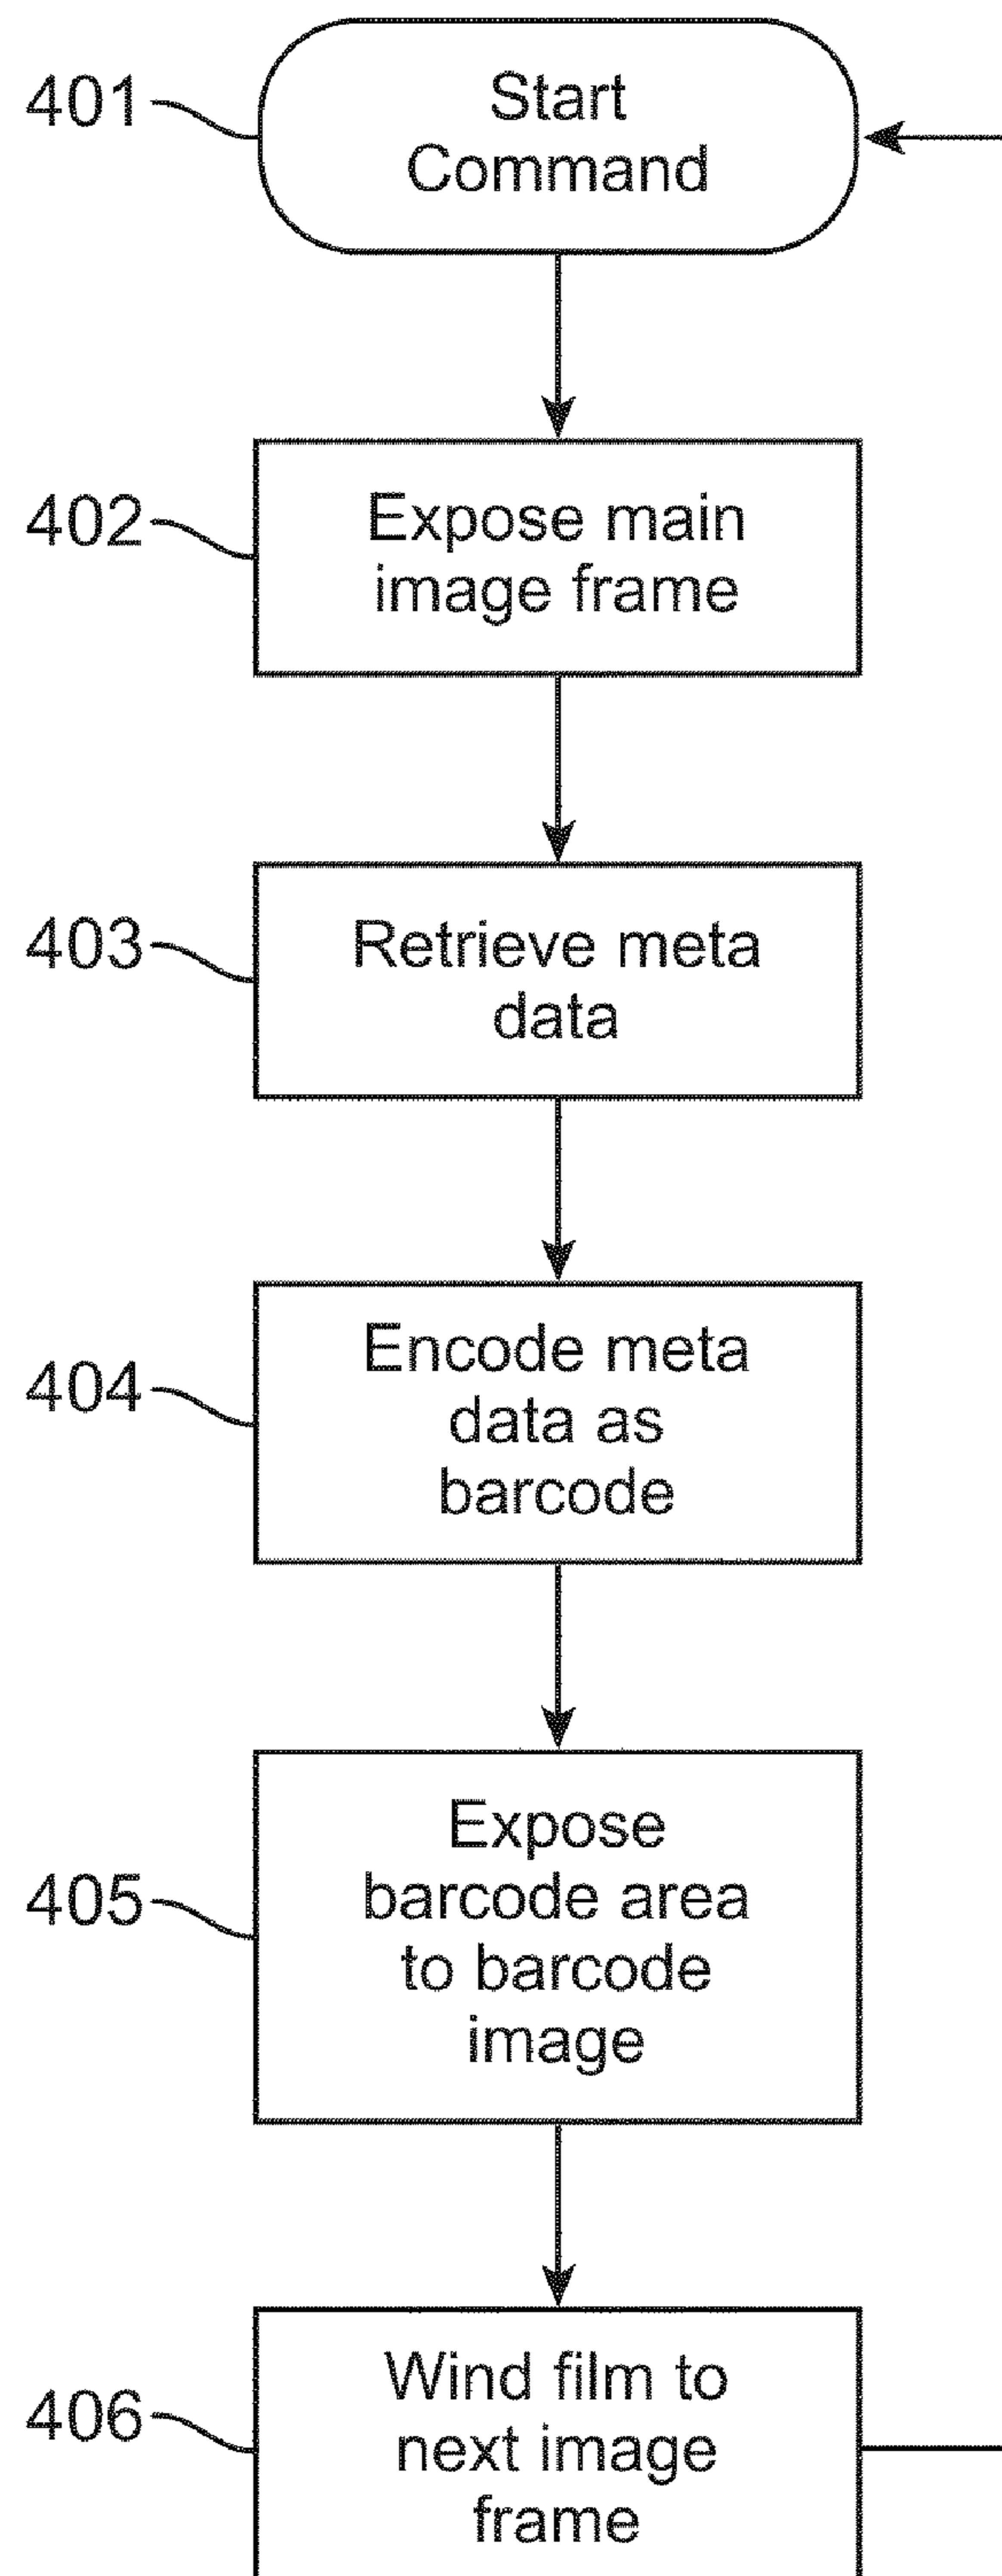 401
Start
Command
402
Expose main
image frame
403
Retrieve meta
data
404
Encode meta
data as
barcode
405
Expose
barcode area
to barcode
image
406
Wind film to
next image
frame